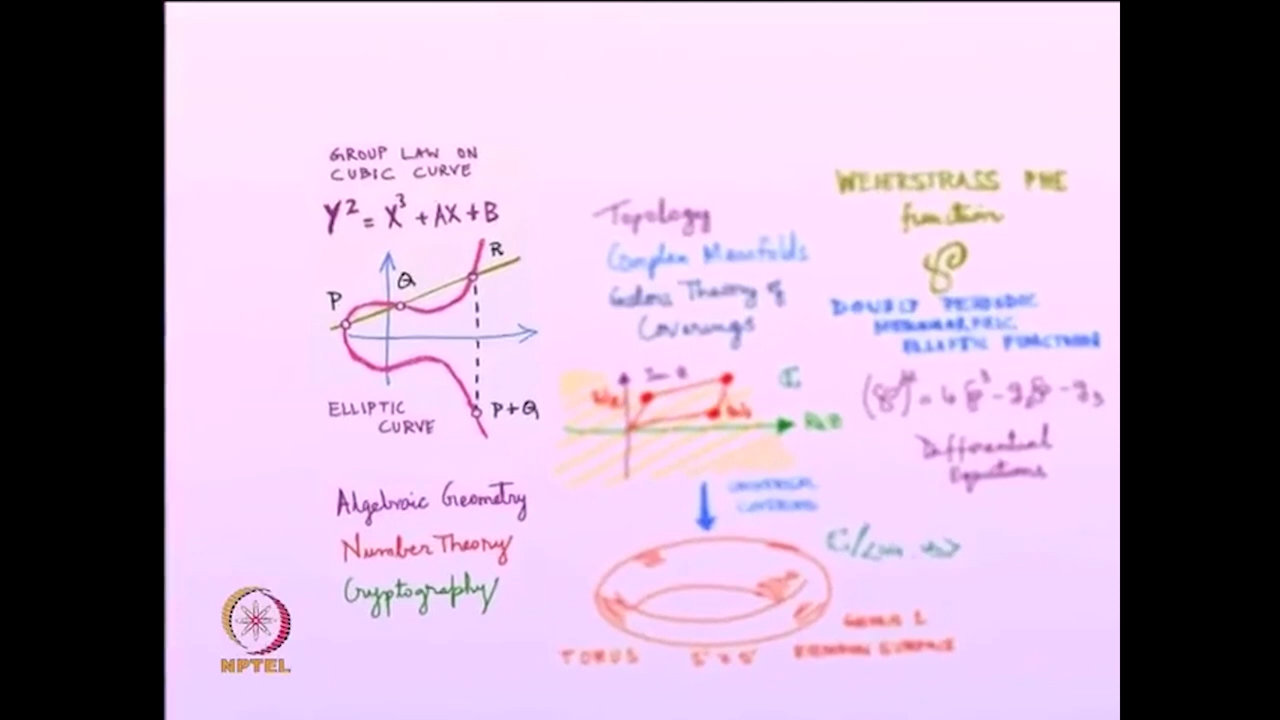 GROUP LAW ON
CUBIC CURVE
Y² = X³ + AX + B
R
Q
P
P+Q
ELLIPTIC
CURVE
Algebraic Geometry
Number Theory
Cryptography
Topology
Complex Manifolds
Galois Theory of
Coverings
Im
ℂ
UNIVERSAL
COVERING
TORUS
GENUS 1
RIEMANN SURFACE
WEIERSTRASS PHE
function
℘
DOUBLY PERIODIC
MEROMORPHIC
ELLIPTIC FUNCTION
Differential
Equations
NPTEL